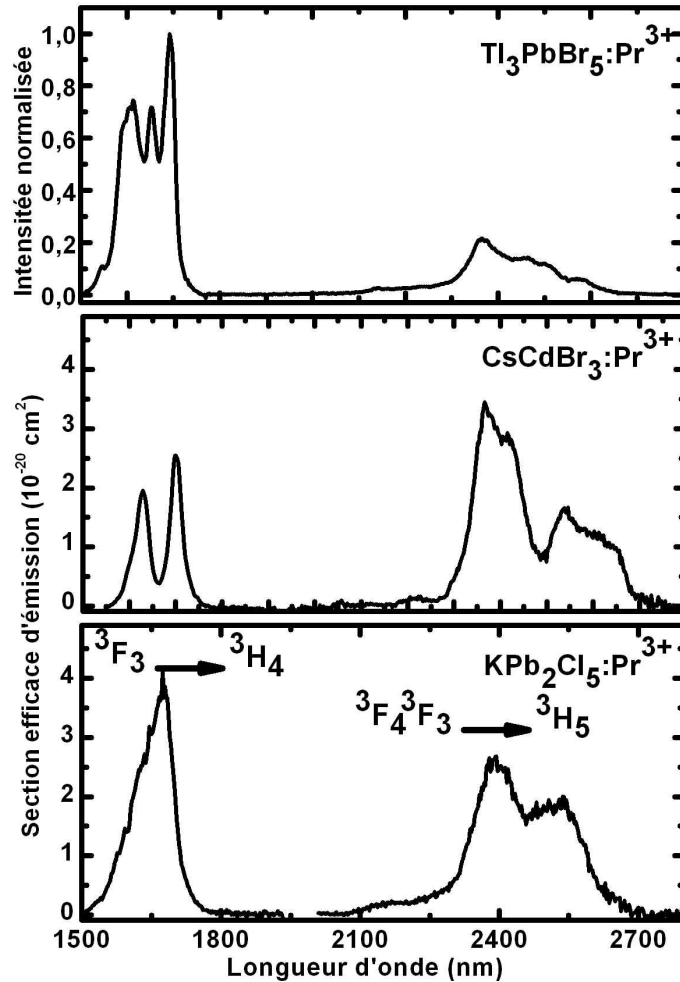 Tl₃PbBr₅:Pr³⁺
Intensitée normalisée
1,0
0,8
0,6
0,4
0,2
0,0
CsCdBr₃:Pr³⁺
4
3
2
1
0
Section efficace d'émission (10⁻²⁰ cm²)
³F₃ ³H₄
KPb₂Cl₅:Pr³⁺
³F₄³F₃ ³H₅
4
3
2
1
0
1500 1800 2100 2400 2700
Longueur d'onde (nm)